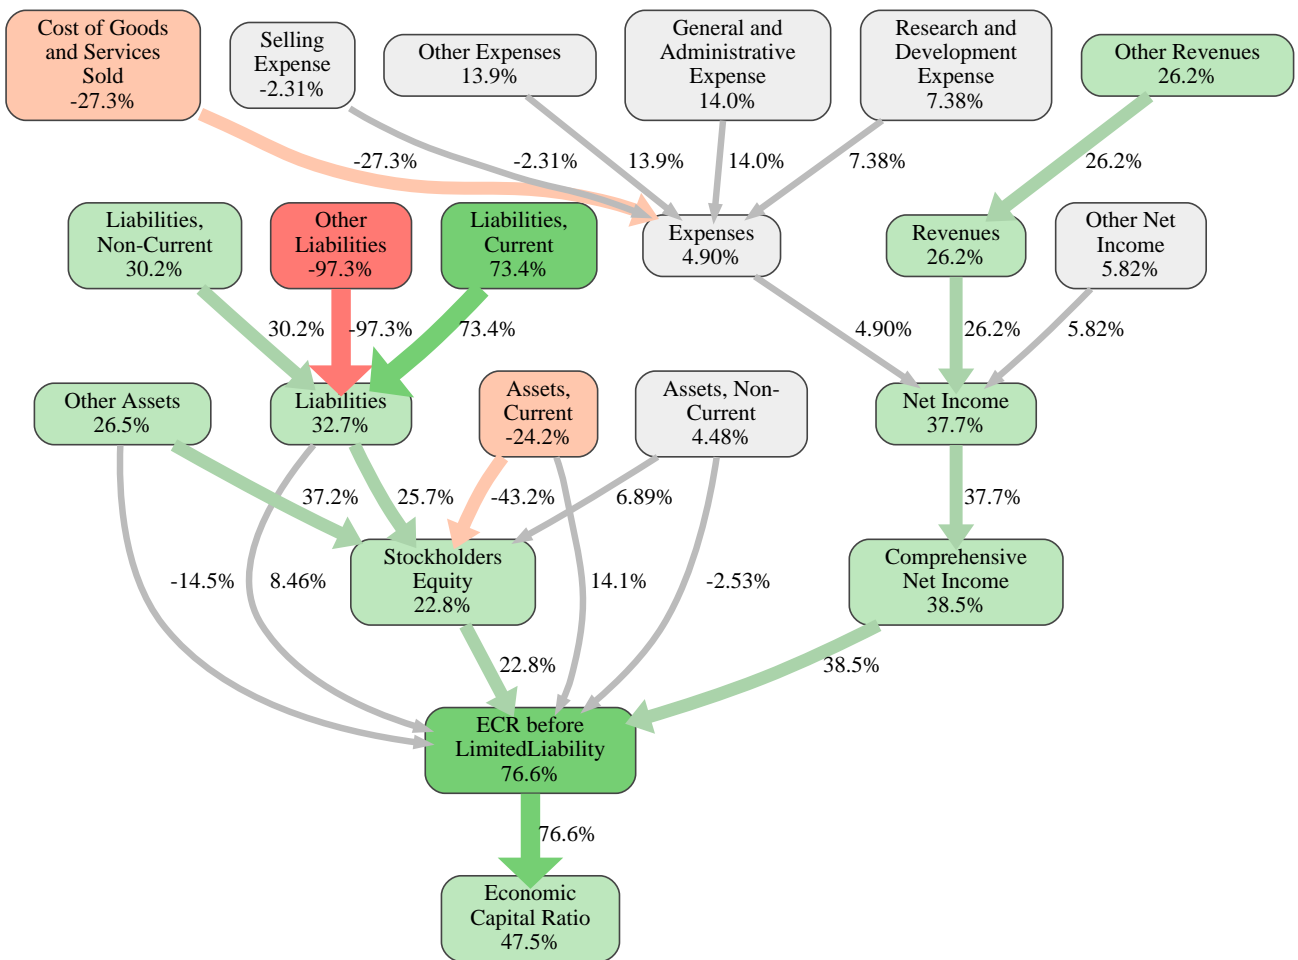 Cost of Goods
and Services
Sold
-27.3%
Selling
Expense
-2.31%
Other Expenses
13.9%
General and
Administrative
Expense
14.0%
Research and
Development
Expense
7.38%
Other Revenues
26.2%
-27.3%
-2.31%
13.9%
14.0%
7.38%
26.2%
Liabilities,
Non-Current
30.2%
Other
Liabilities
-97.3%
Liabilities,
Current
73.4%
Expenses
4.90%
Revenues
26.2%
Other Net
Income
5.82%
30.2%
-97.3%
73.4%
4.90%
26.2%
5.82%
Other Assets
26.5%
Liabilities
32.7%
Assets,
Current
-24.2%
Assets, Non-
Current
4.48%
Net Income
37.7%
37.2%
25.7%
-43.2%
6.89%
37.7%
Stockholders
Equity
22.8%
Comprehensive
Net Income
38.5%
-14.5%
8.46%
14.1%
-2.53%
22.8%
38.5%
ECR before
LimitedLiability
76.6%
76.6%
Economic
Capital Ratio
47.5%